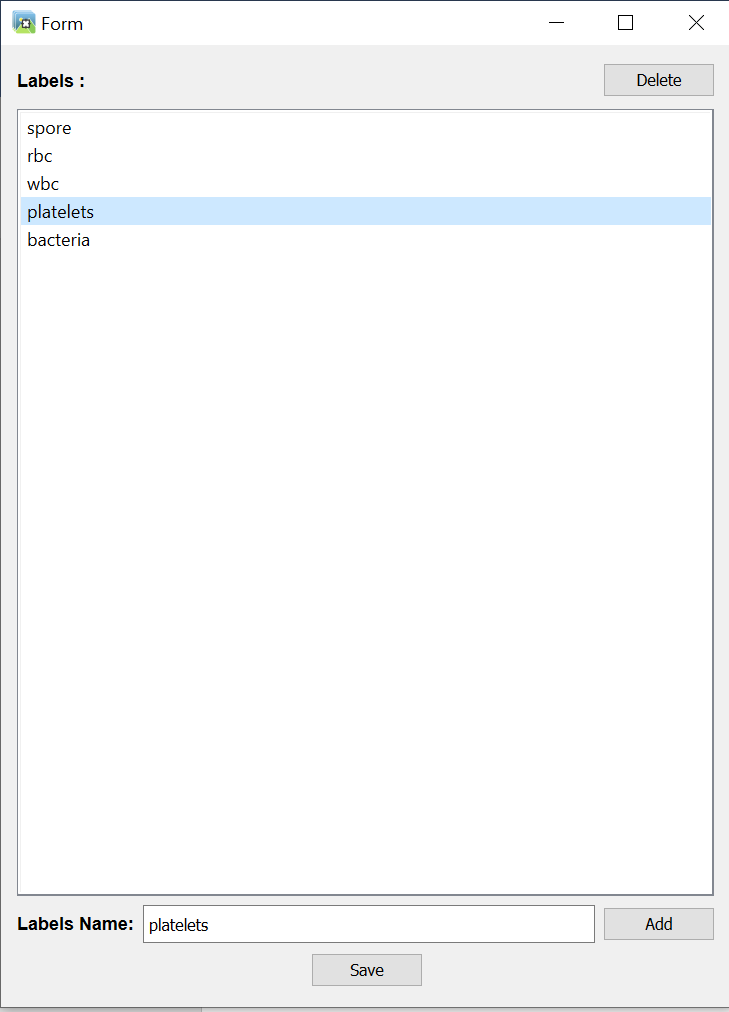 Form
Labels :
Delete
spore
rbc
wbc
platelets
bacteria
Labels Name:
platelets
Add
Save